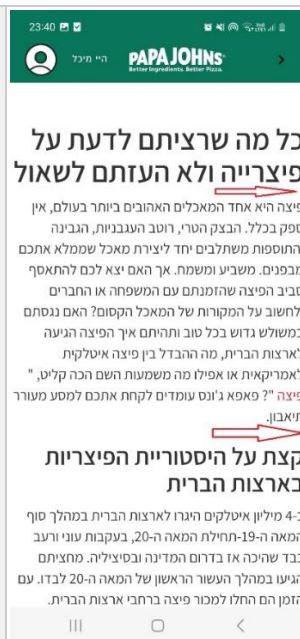 23:40
היי מיכל
PAPA JOHNS
Better Ingredients. Better Pizza.
כל מה שרציתם לדעת על
פיצרייה ולא העזתם לשאול
פיצה היא אחד המאכלים האהובים ביותר בעולם, אין
ספק בכלל. הבצק הטרי, רוטב העגבניות, הגבינה
התוספות משתלבים יחד ליצירת מאכל שממלא אתכם
מבפנים. משביע ומשמח. אך האם יצא לכם להתאסף
סביב הפיצה שהזמנתם עם המשפחה או החברים
לחשוב על המקורות של המאכל הקסום? האם נגסתם
במשולש גדוש בכל טוב ותהיתם איך הפיצה הגיעה
לארצות הברית, מה ההבדל בין פיצה איטלקית
לאמריקאית או אפילו מה משמעות השם הכה קליט, "
פיצה "? פאפא ג'ונס עומדים לקחת אתכם למסע מעורר
תיאבון.
קצת על היסטוריית הפיצריות
בארצות הברית
כ-4 מיליון איטלקים היגרו לארצות הברית במהלך סוף
המאה ה-19-תחילת המאה ה-20, בעקבות עוני ורעב
כבד שהיכה אז בדרום המדינה ובסיציליה. מחציתם
הגיעו במהלך העשור הראשון של המאה ה-20 לבדו. עם
הזמן הם החלו למכור פיצה ברחבי ארצות הברית.